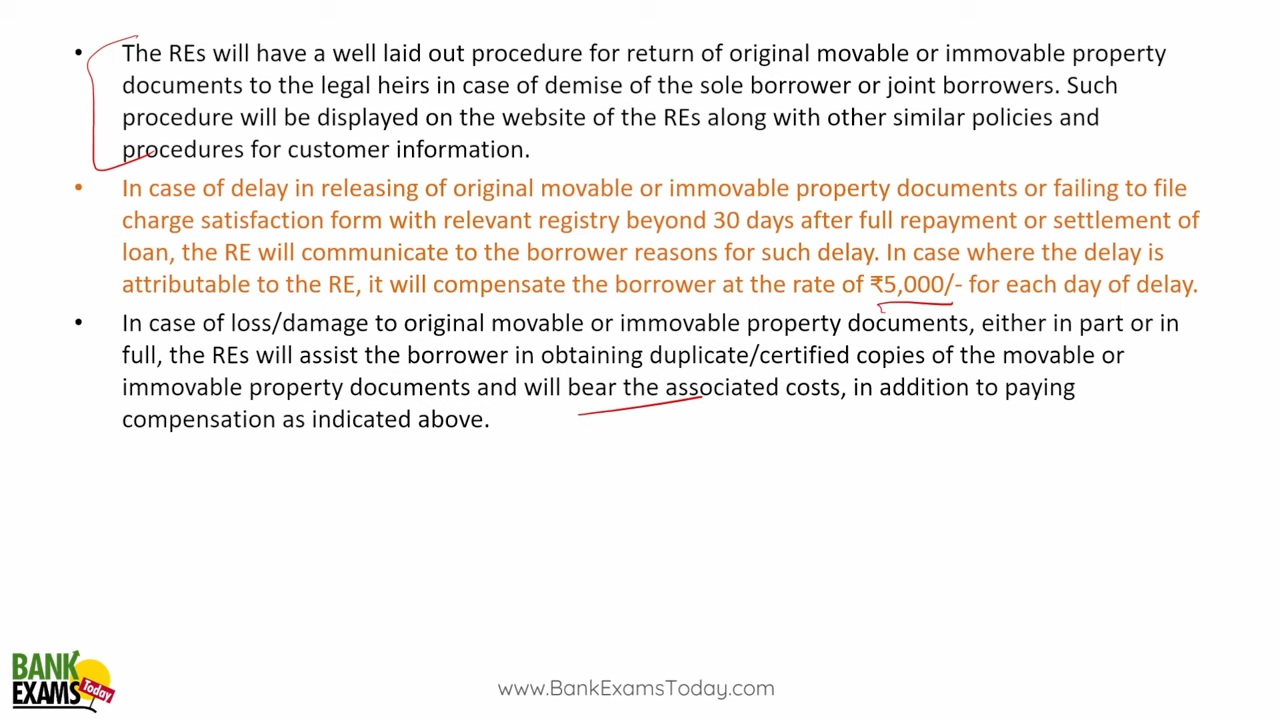 • The REs will have a well laid out procedure for return of original movable or immovable property
documents to the legal heirs in case of demise of the sole borrower or joint borrowers. Such
procedure will be displayed on the website of the REs along with other similar policies and
procedures for customer information.
• In case of delay in releasing of original movable or immovable property documents or failing to file
charge satisfaction form with relevant registry beyond 30 days after full repayment or settlement of
loan, the RE will communicate to the borrower reasons for such delay. In case where the delay is
attributable to the RE, it will compensate the borrower at the rate of ₹5,000/- for each day of delay.
• In case of loss/damage to original movable or immovable property documents, either in part or in
full, the REs will assist the borrower in obtaining duplicate/certified copies of the movable or
immovable property documents and will bear the associated costs, in addition to paying
compensation as indicated above.
BANK
EXAMS Today
www.BankExamsToday.com